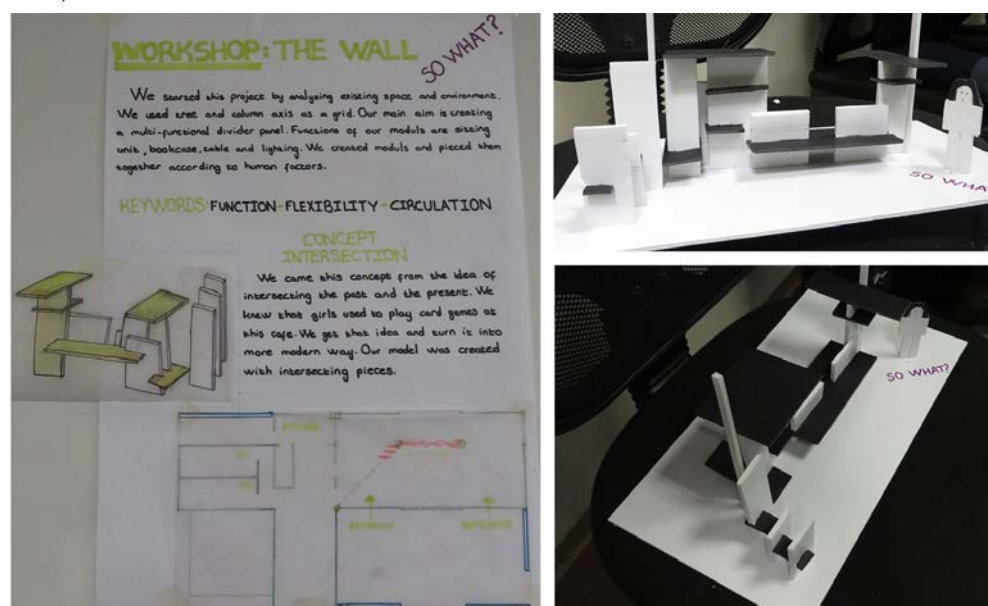 WORKSHOP: THE WALL
SO WHAT?
We started this project by analyzing existing space and environment.
We used tree and column axis as a grid. Our main aim is creating
a multi-functional divider panel. Functions of our moduls are sitting
unit, bookcase, table and lighting. We created moduls and pieced them
together according to human factors.
KEYWORDS: FUNCTION-FLEXIBILITY-CIRCULATION
CONCEPT
INTERSECTION
We came this concept from the idea of
intersecting the past and the present. We
knew that girls used to play card games at
this cafe. We get that idea and turn it into
more modern way. Our model was created
with intersecting pieces.
SO WHAT?
SO WHAT?